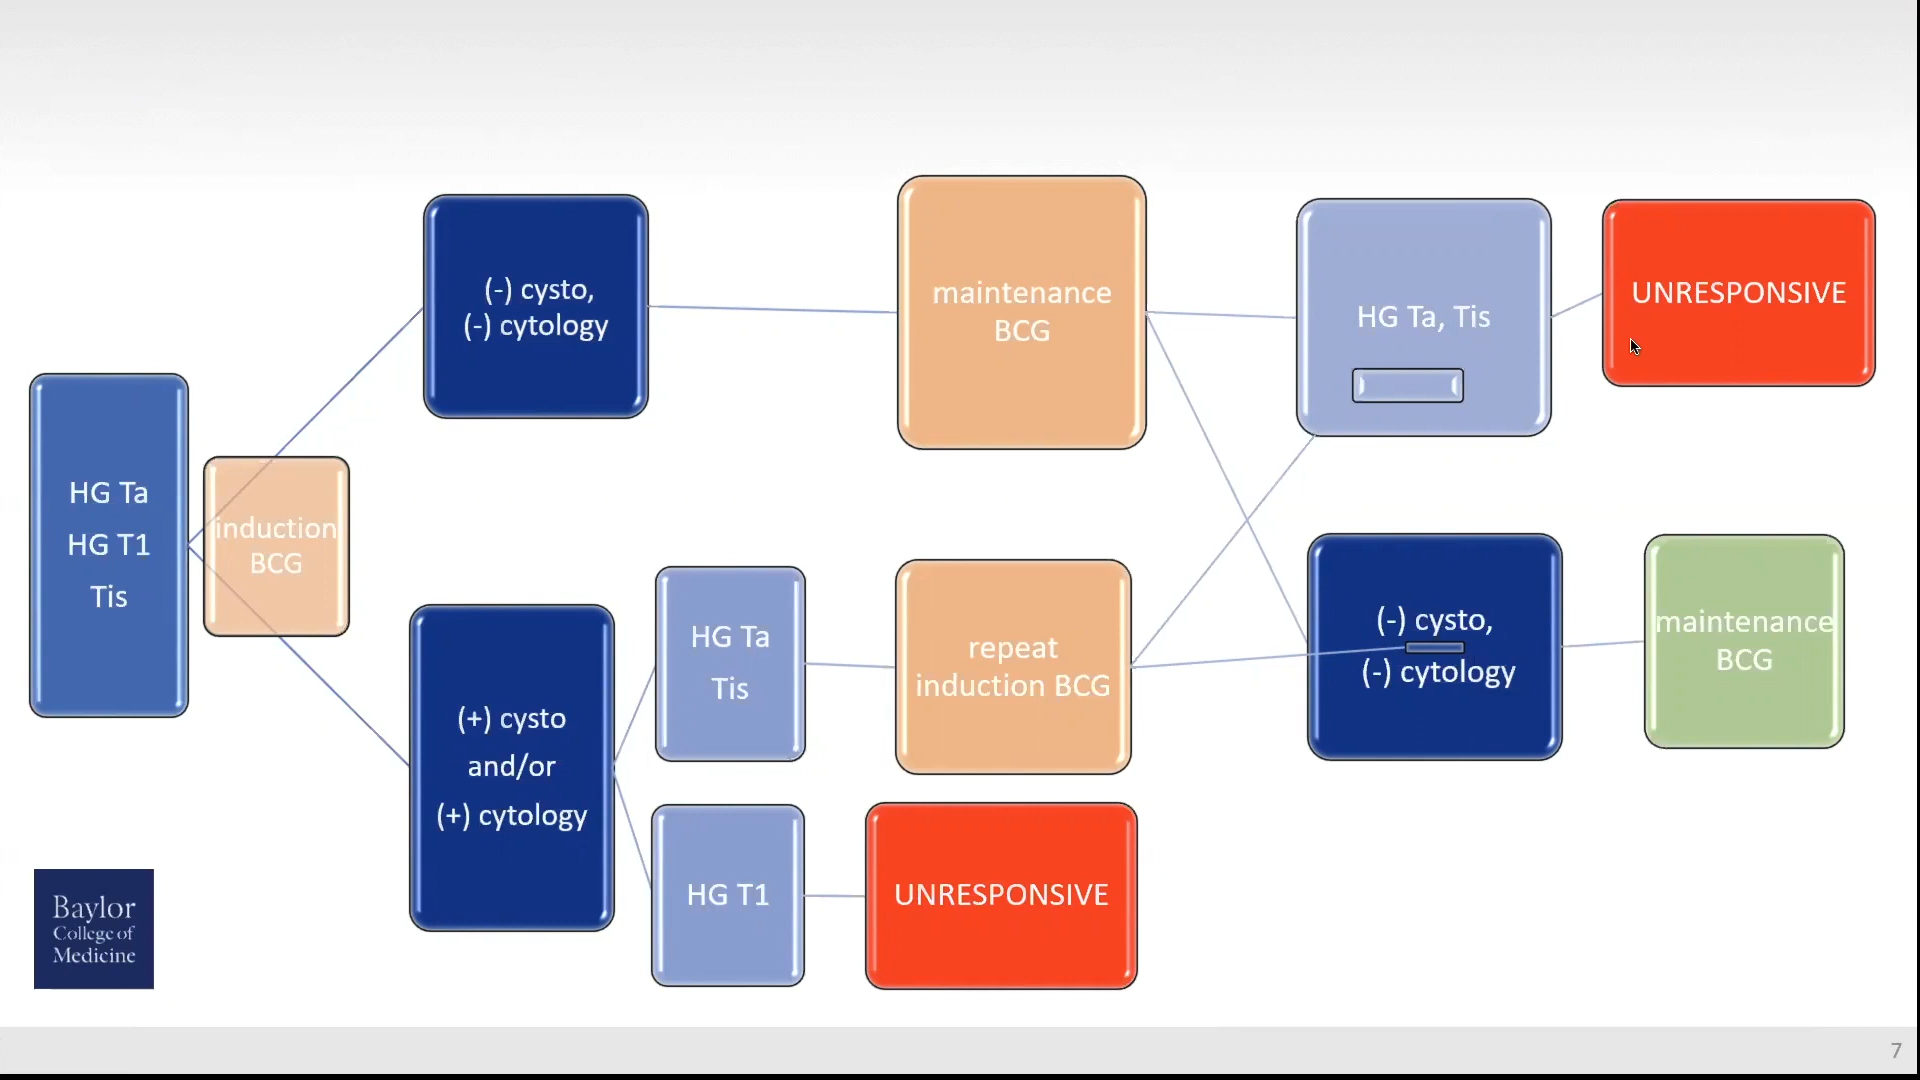 HG Ta
HG T1
Tis
induction
BCG
(-) cysto,
(-) cytology
(+) cysto
and/or
(+) cytology
HG Ta
Tis
HG T1
maintenance
BCG
repeat
induction BCG
UNRESPONSIVE
HG Ta, Tis
UNRESPONSIVE
(-) cysto,
(-) cytology
maintenance
BCG
Baylor
College of
Medicine
7